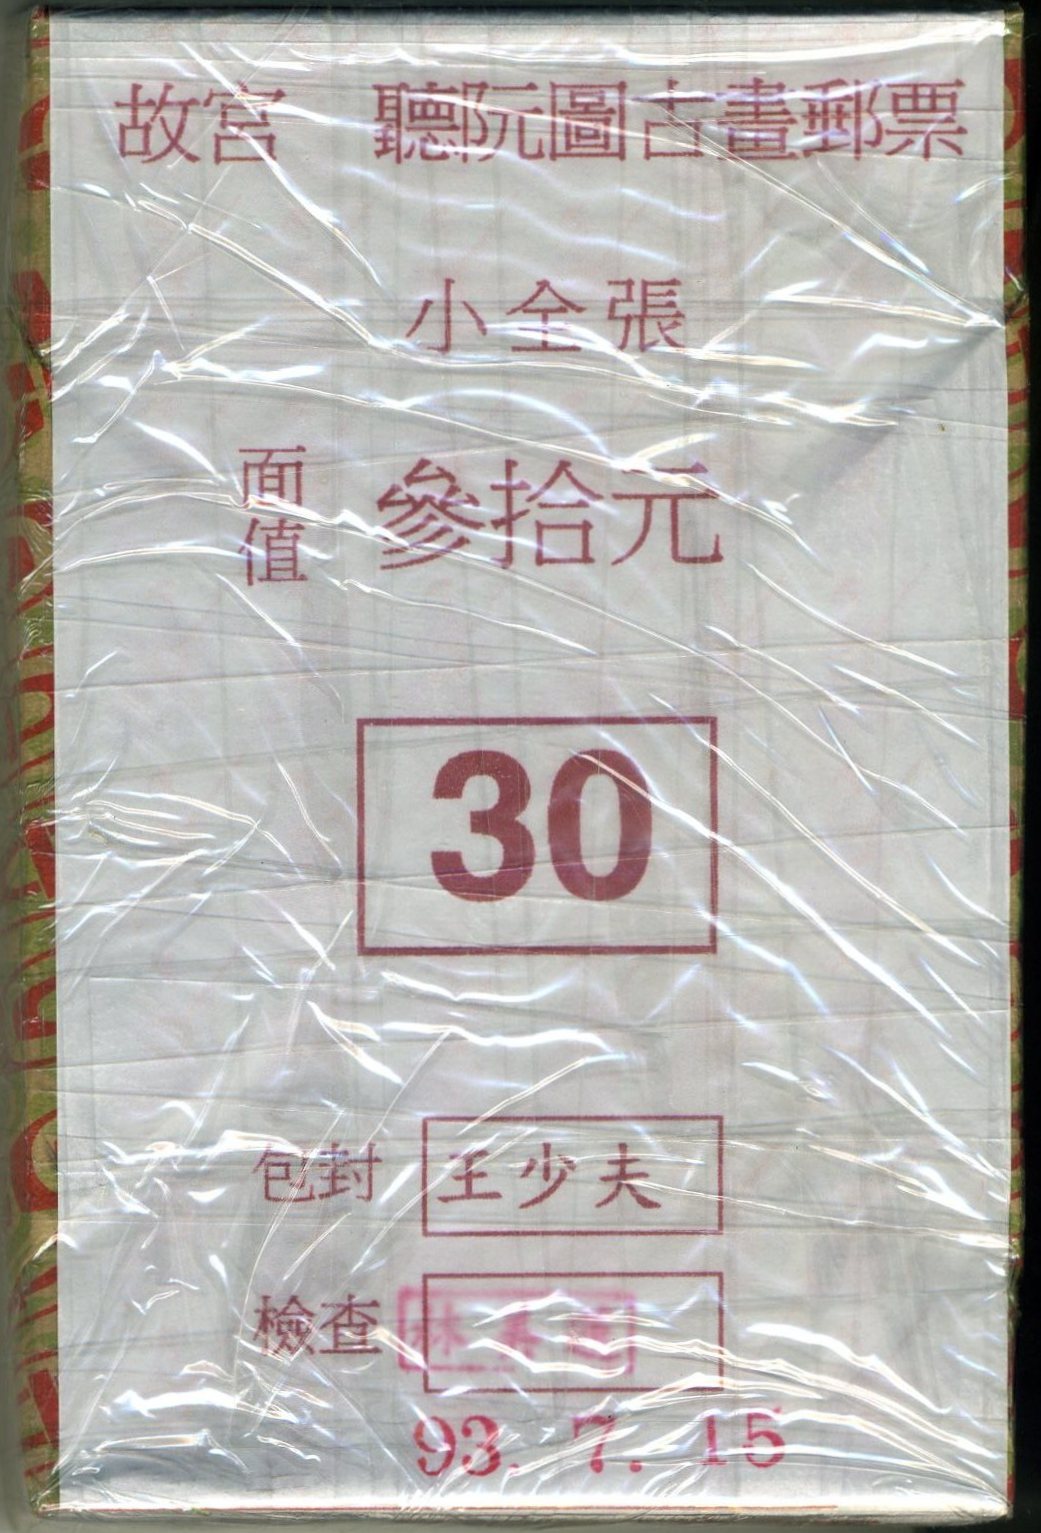 故宮 聽阮圖古畫郵票
小全張
面值 參拾元
30
包封 王少夫
檢查
93. 7. 15